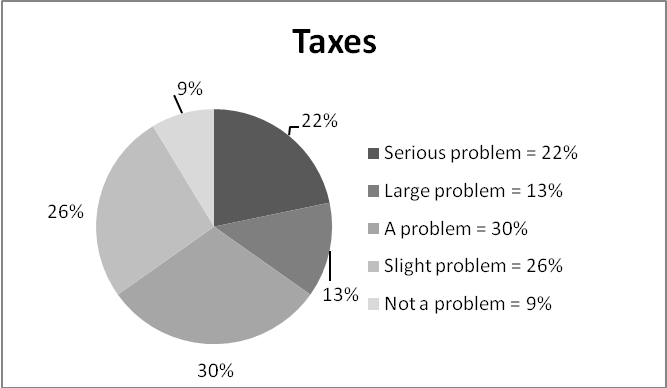 Taxes
9%
22%
Serious problem = 22%
Large problem = 13%
26%
A problem = 30%
Slight problem = 26%
13%
Not a problem = 9%
30%